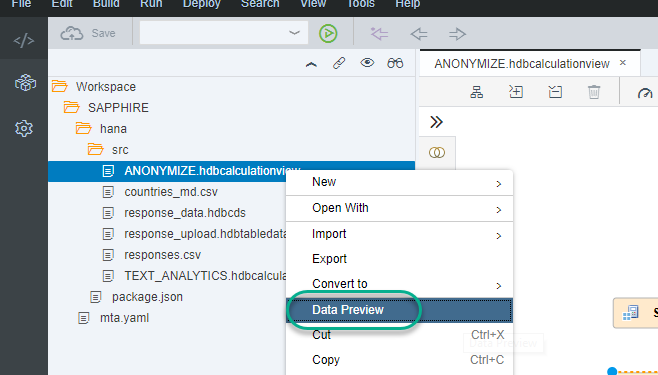 File Edit Build Run Deploy Search View Tools Help
Save
ANONYMIZE.hdbcalculationview ×
Workspace
SAPPHIRE
hana
src
ANONYMIZE.hdbcalculationview
countries_md.csv
response_data.hdbcds
response_upload.hdbtabledata
responses.csv
TEXT_ANALYTICS.hdbcalcula
package.json
mta.yaml
New
Open With
Import
Export
Convert to
Data Preview
Cut Ctrl+X
Data Preview
Copy Ctrl+C
S